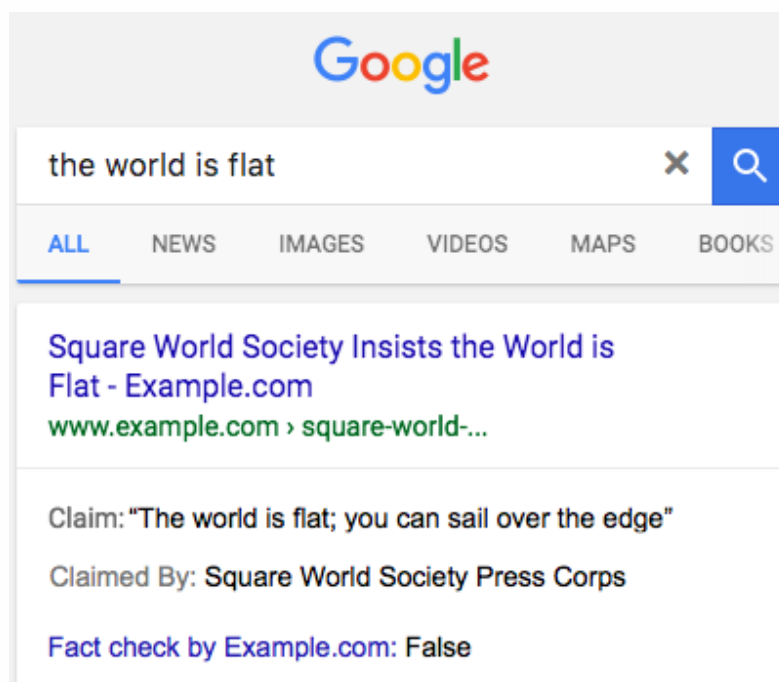 Google
the world is flat
ALL NEWS IMAGES VIDEOS MAPS BOOKS
Square World Society Insists the World is
Flat - Example.com
www.example.com › square-world-...
Claim: “The world is flat; you can sail over the edge”
Claimed By: Square World Society Press Corps
Fact check by Example.com: False